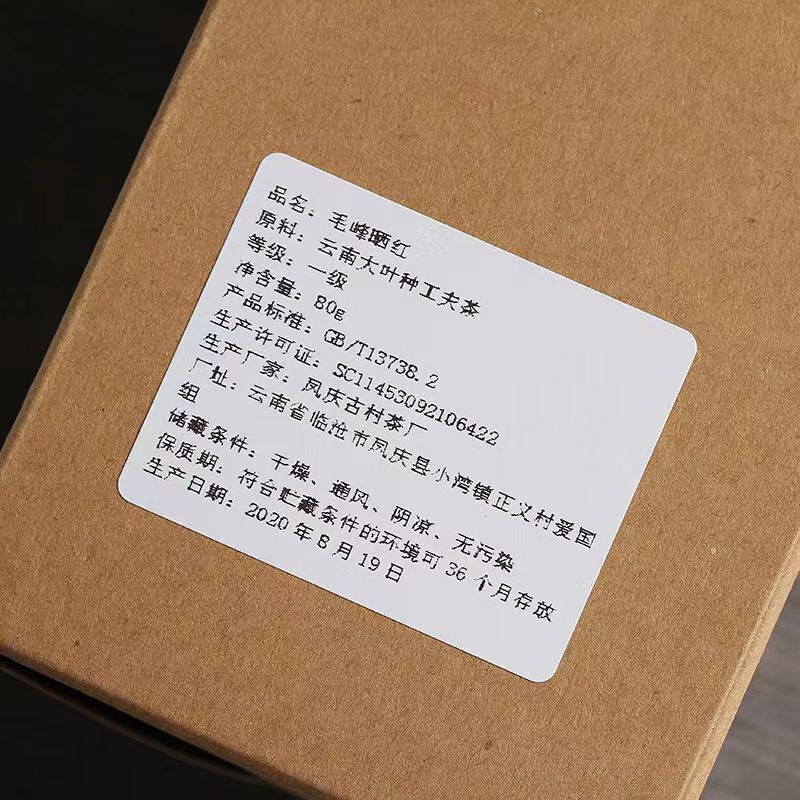 品名：毛峰晒红
原料：云南大叶种工夫茶
等级：一级
净含量：80g
产品标准：GB/T13738.2
生产许可证：SC11453092106422
生产厂家：凤庆古村茶厂
厂址：云南省临沧市凤庆县小湾镇正义村爱国
组
储藏条件：干燥、通风、阴凉、无污染
保质期：符合贮藏条件的环境可36个月存放
生产日期：2020年8月19日